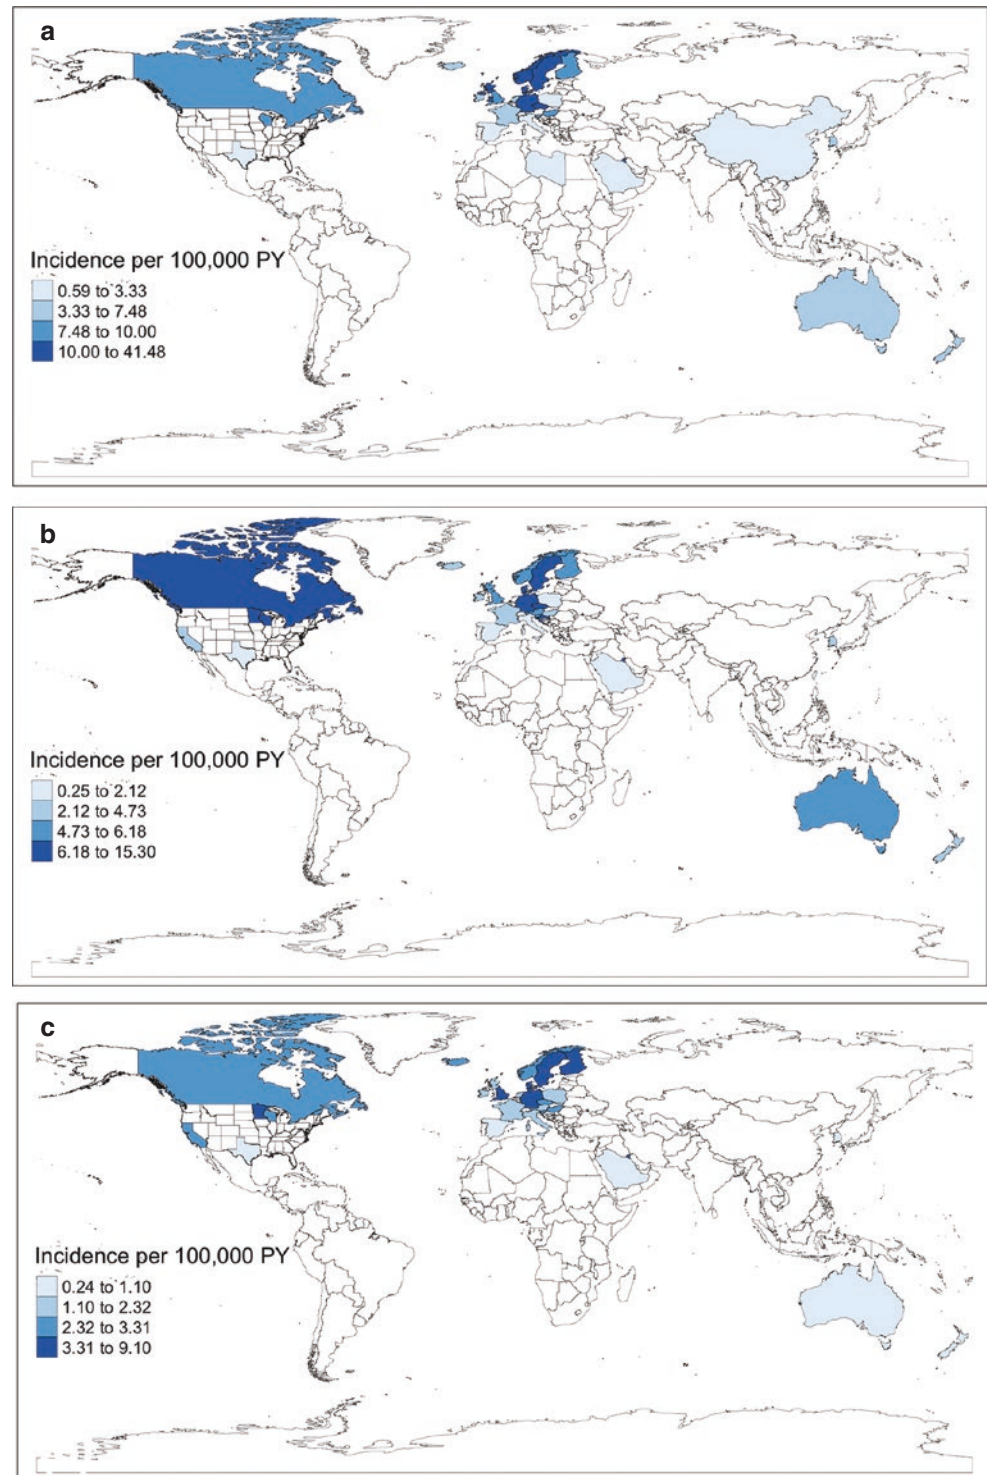 a
Incidence per 100,000 PY
0.59 to 3.33
3.33 to 7.48
7.48 to 10.00
10.00 to 41.48
b
Incidence per 100,000 PY
0.25 to 2.12
2.12 to 4.73
4.73 to 6.18
6.18 to 15.30
c
Incidence per 100,000 PY
0.24 to 1.10
1.10 to 2.32
2.32 to 3.31
3.31 to 9.10